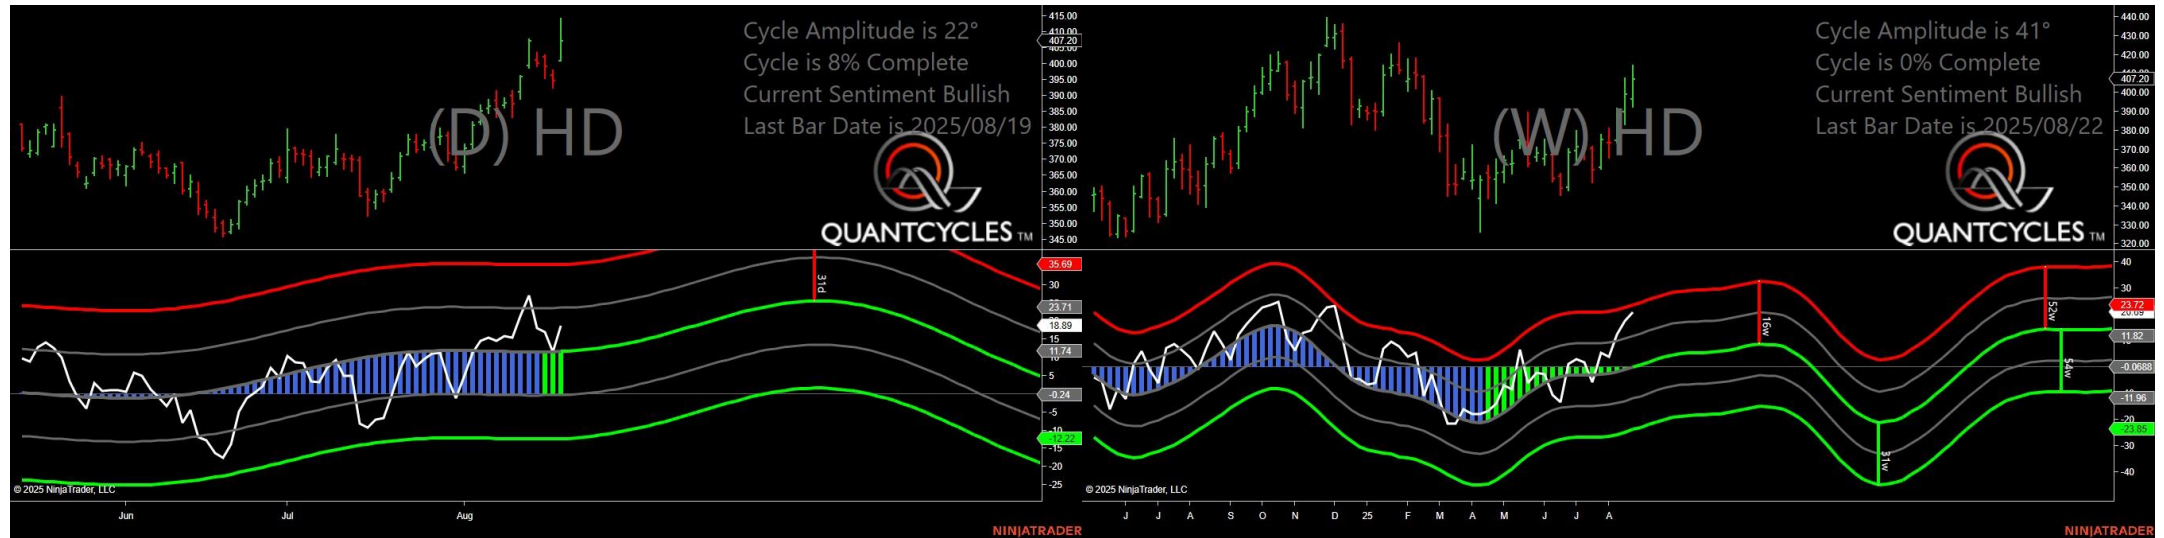 Cycle Amplitude is 22°
Cycle is 8% Complete
Current Sentiment Bullish
Last Bar Date is 2025/08/19
(D) HD
QUANTCYCLES TM
415.00
410.00
407.20
405.00
400.00
395.00
390.00
385.00
380.00
375.00
370.00
365.00
360.00
355.00
350.00
345.00
31d
35.69
30
23.71
18.89
15
11.74
5
-0.24
-5
-10
-12.22
-15
-20
-25
© 2025 NinjaTrader, LLC
Jun
Jul
Aug
NINJATRADER
Cycle Amplitude is 41°
Cycle is 0% Complete
Current Sentiment Bullish
Last Bar Date is 2025/08/22
(W) HD
QUANTCYCLES TM
440.00
430.00
420.00
407.20
400.00
390.00
380.00
370.00
360.00
350.00
340.00
330.00
320.00
16w
31w
52w
54w
40
30
23.72
20.69
11.82
-0.0688
-11.96
-20
-23.85
-30
-40
© 2025 NinjaTrader, LLC
J
J
A
S
O
N
D
25
F
M
A
M
J
J
A
NINJATRADER